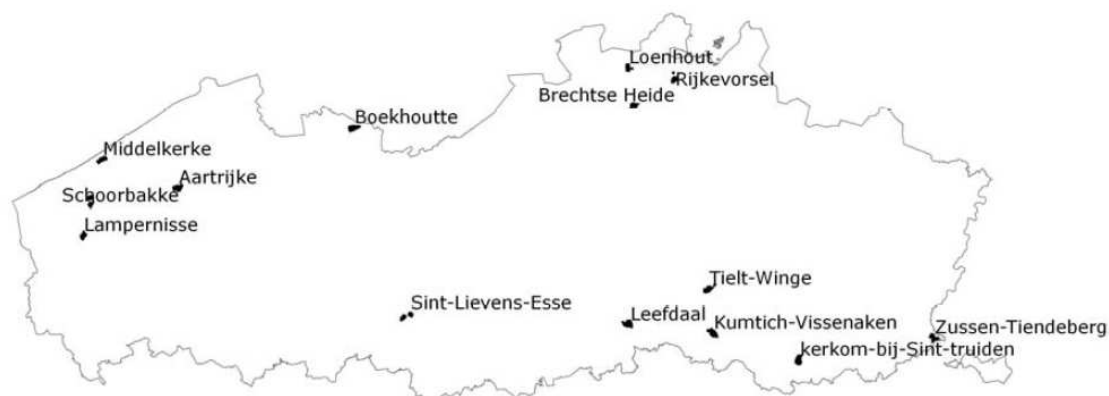 Loenhout
Rijkevorsel
Brechtse Heide
Boekhoutte
Middelkerke
Aartrijke
Schoorbakke
Lampernisse
Tielt-Winge
Sint-Lievens-Esse
Leefdaal
Kumtich-Vissenaken
Zussen-Tiendeberg
kerkom-bij-Sint-truiden